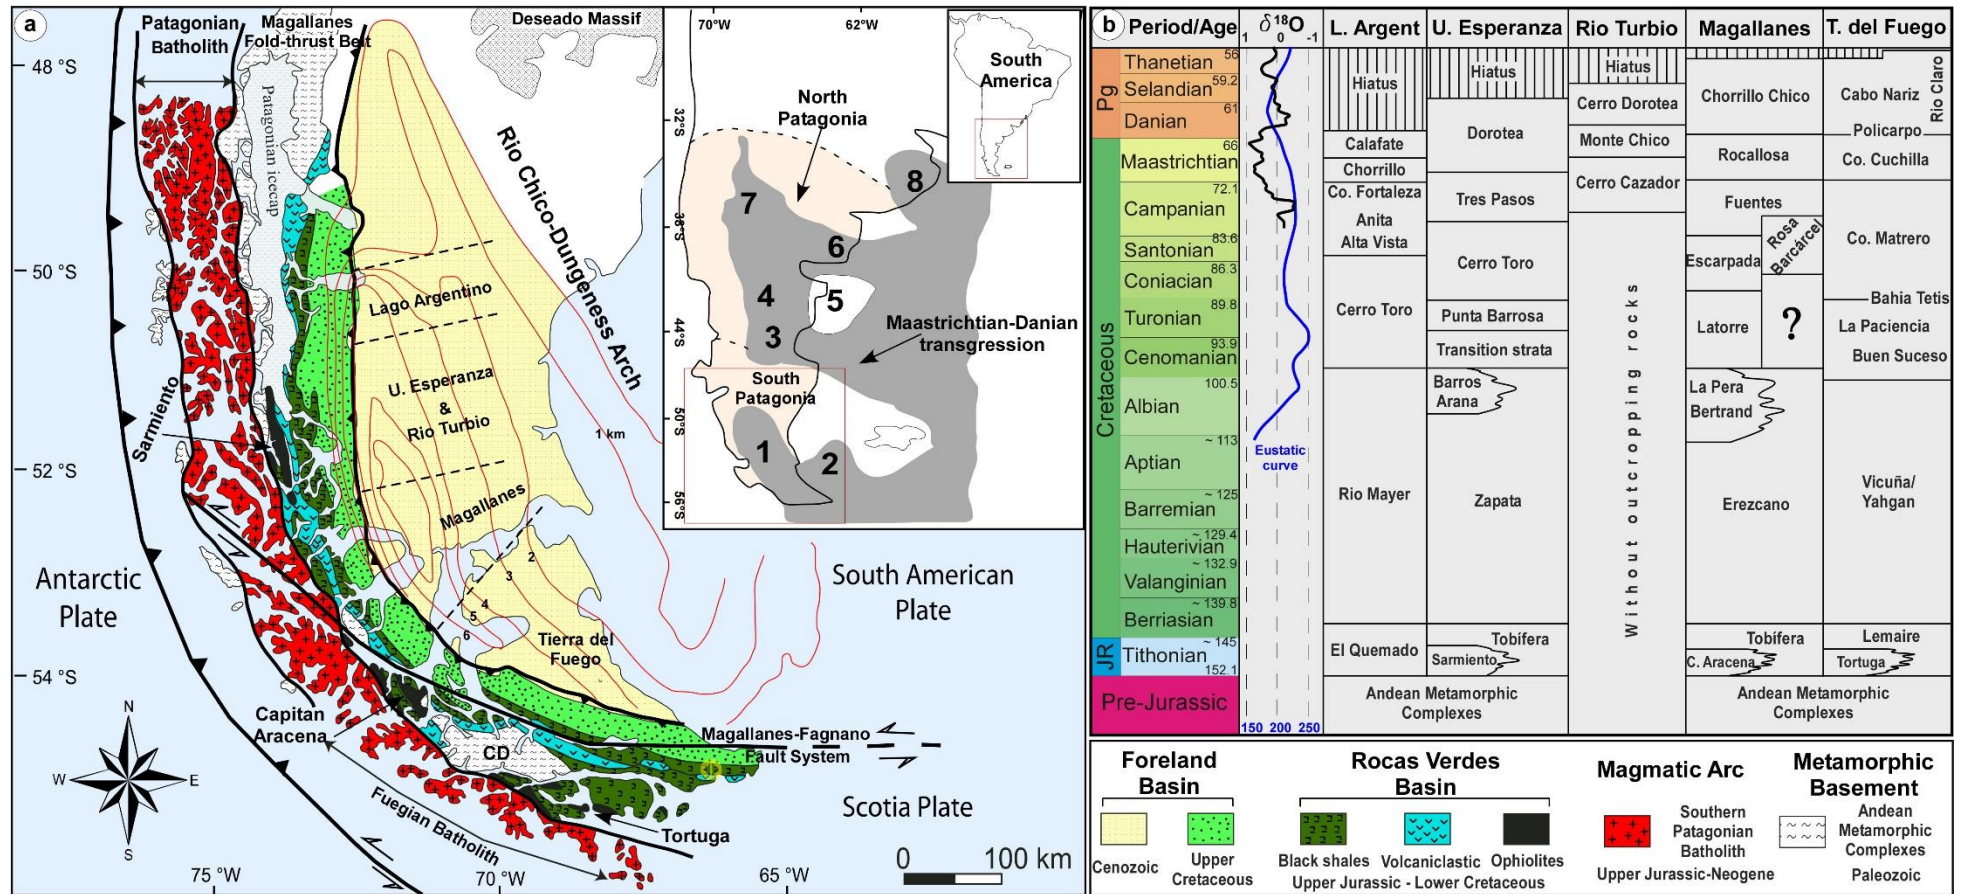 a
Patagonian
Batholith
Magallanes
Fold-thrust Belt
Deseado Massif
48 °S
50 °S
52 °S
54 °S
Patagonian icecap
Rio Chico-Dungeness Arch
Sarmiento
Lago Argentino
U. Esperanza
&
Rio Turbio
Magallanes
1 km
2
3
4
5
6
Tierra del
Fuego
Antarctic
Plate
South American
Plate
Scotia Plate
Capitan
Aracena
CD
Magallanes-Fagnano
Fault System
Fuegian Batholith
Tortuga
N
W
E
S
0
100 km
75 °W
70 °W
65 °W
70°W
62°W
32°S
36°S
44°S
50°S
56°S
North
Patagonia
South
America
7
8
6
4
5
3
Maastrichtian-Danian
transgression
South
Patagonia
1
2
b
Period/Age
δ18O
1 0 -1
L. Argent
U. Esperanza
Rio Turbio
Magallanes
T. del Fuego
Pg
Cretaceous
JR
Thanetian
56
Selandian
59.2
Danian
61
Maastrichtian
66
Campanian
72.1
Santonian
83.6
Coniacian
86.3
Turonian
89.8
Cenomanian
93.9
Albian
100.5
Aptian
~ 113
Barremian
~ 125
Hauterivian
~ 129.4
Valanginian
~ 132.9
Berriasian
~ 139.8
Tithonian
~ 145
152.1
Pre-Jurassic
Eustatic
curve
150 200 250
Hiatus
Calafate
Chorrillo
Co. Fortaleza
Anita
Alta Vista
Cerro Toro
Rio Mayer
El Quemado
Andean Metamorphic
Complexes
Hiatus
Dorotea
Tres Pasos
Cerro Toro
Punta Barrosa
Transition strata
Barros
Arana
Zapata
Tobífera
Sarmiento
Hiatus
Cerro Dorotea
Monte Chico
Cerro Cazador
Without outcropping rocks
Chorrillo Chico
Rocallosa
Fuentes
Rosa
Barcárcel
Escarpada
Latorre
?
La Pera
Bertrand
Erezcano
Tobífera
C. Aracena
Andean Metamorphic
Complexes
Cabo Nariz
Rio Claro
Policarpo
Co. Cuchilla
Co. Matrero
Bahia Tetis
La Paciencia
Buen Suceso
Vicuña/
Yahgan
Lemaire
Tortuga
Foreland
Basin
Cenozoic
Upper
Cretaceous
Rocas Verdes
Basin
Black shales
Volcaniclastic
Ophiolites
Upper Jurassic - Lower Cretaceous
Magmatic Arc
Southern
Patagonian
Batholith
Upper Jurassic-Neogene
Metamorphic
Basement
Andean
Metamorphic
Complexes
Paleozoic